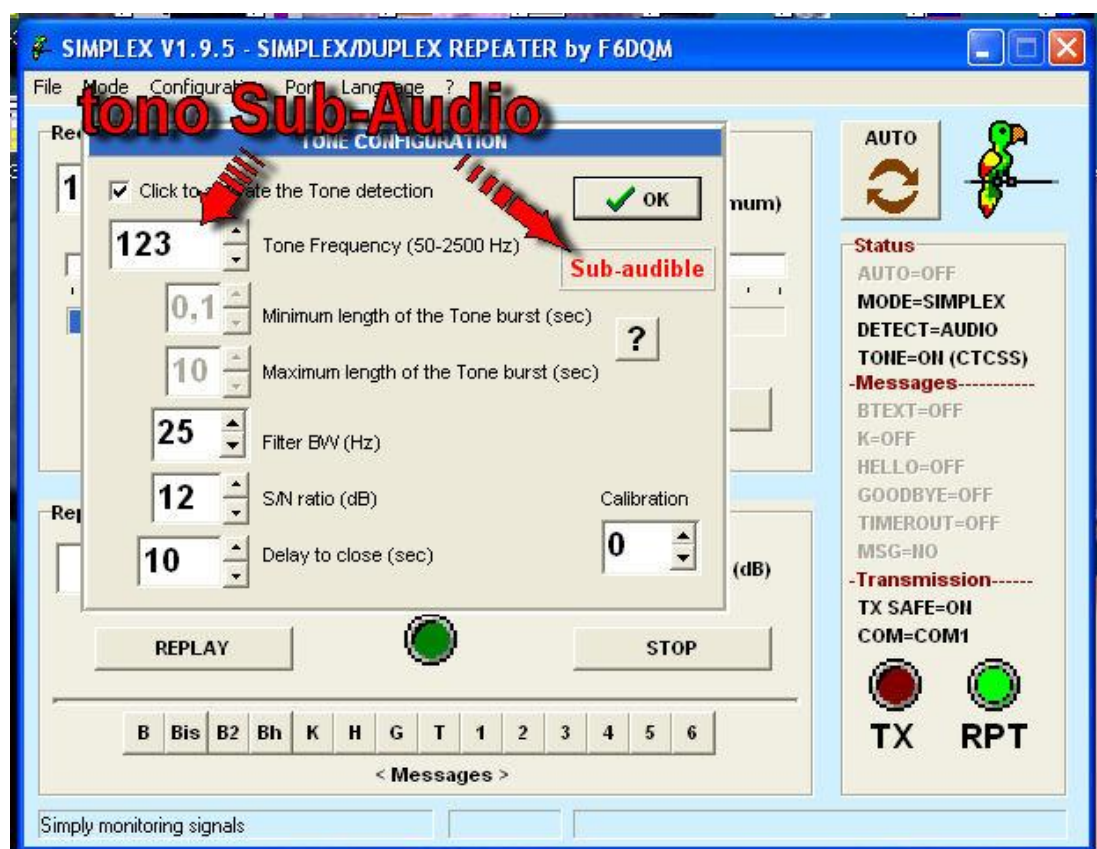 SIMPLEX V1.9.5 - SIMPLEX/DUPLEX REPEATER by F6DQM
File Mode Configuration Port Language ?
tono Sub-Audio
TONE CONFIGURATION
Click to activate the Tone detection
OK
123
Tone Frequency (50-2500 Hz)
Sub-audible
0,1
Minimum length of the Tone burst (sec)
?
10
Maximum length of the Tone burst (sec)
25
Filter BW (Hz)
12
S/N ratio (dB)
Calibration
10
Delay to close (sec)
0
1
mum)
(dB)
REPLAY
STOP
B Bis B2 Bh K H G T 1 2 3 4 5 6
< Messages >
AUTO
Status
AUTO=OFF
MODE=SIMPLEX
DETECT=AUDIO
TONE=ON (CTCSS)
-Messages-----------
BTEXT=OFF
K=OFF
HELLO=OFF
GOODBYE=OFF
TIMEROUT=OFF
MSG=NO
-Transmission------
TX SAFE=ON
COM=COM1
TX RPT
Simply monitoring signals